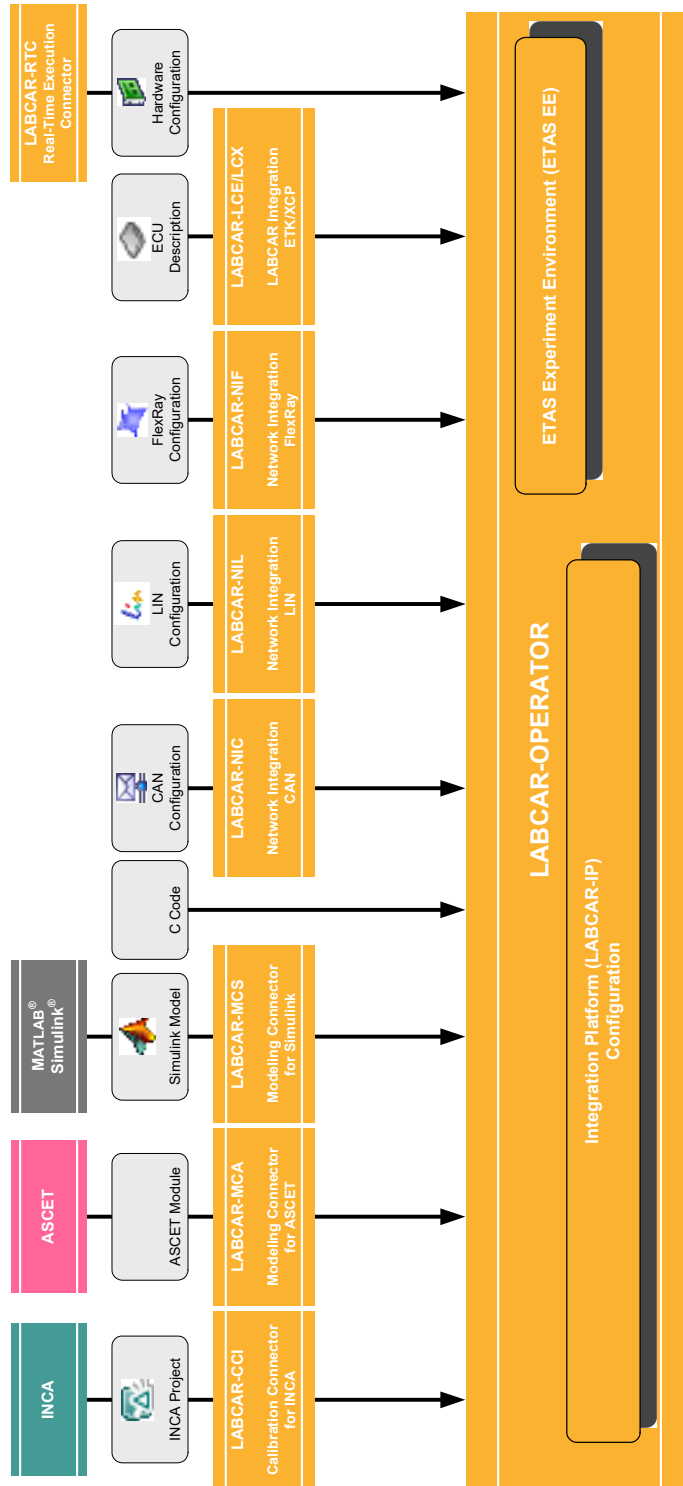 INCA
ASCET
MATLAB®
Simulink®
LABCAR-RTC
Real-Time Execution
Connector
INCA Project
ASCET Module
Simulink Model
C Code
CAN
Configuration
LIN
Configuration
FlexRay
Configuration
ECU
Description
Hardware
Configuration
LABCAR-CCI
Calibration Connector
for INCA
LABCAR-MCA
Modeling Connector
for ASCET
LABCAR-MCS
Modeling Connector
for Simulink
LABCAR-NIC
Network Integration
CAN
LABCAR-NIL
Network Integration
LIN
LABCAR-NIF
Network Integration
FlexRay
LABCAR-LCE/LCX
LABCAR Integration
ETK/XCP
LABCAR-OPERATOR
Integration Platform (LABCAR-IP)
Configuration
ETAS Experiment Environment (ETAS EE)